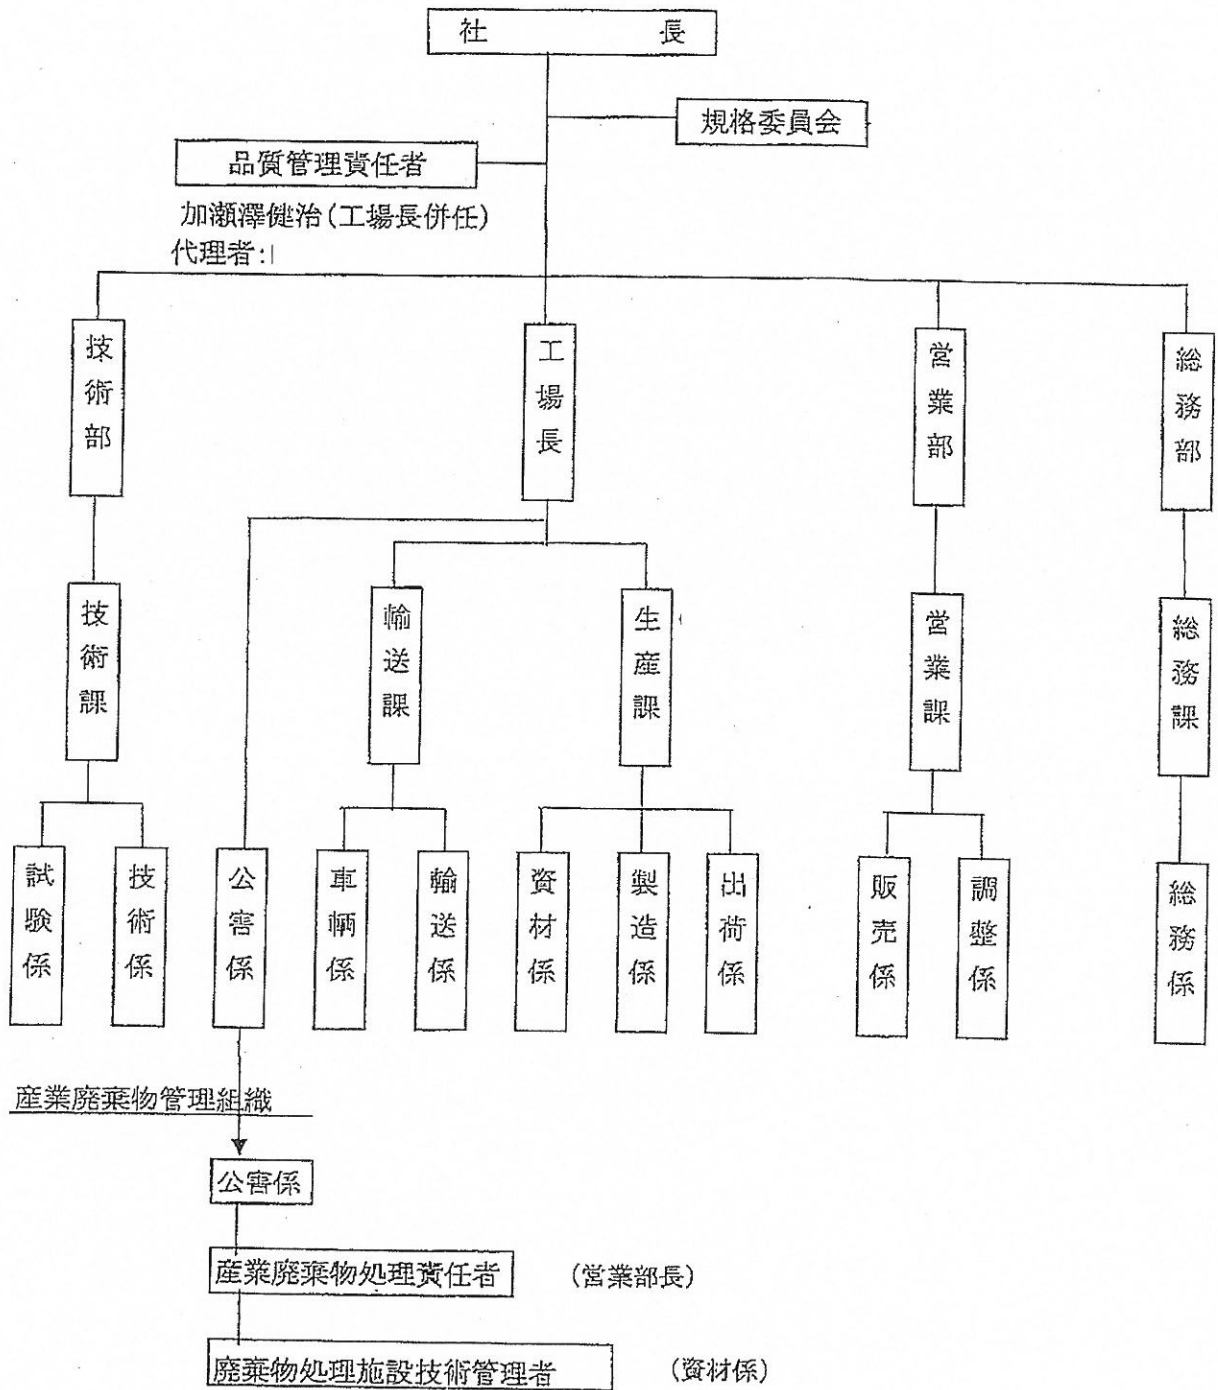 社長
規格委員会
品質管理責任者
加瀬澤健治(工場長併任)
代理者:
技術部
工場長
営業部
総務部
技術課
輸送課
生産課
営業課
総務課
試験係
技術係
公害係
車輌係
輸送係
資材係
製造係
出荷係
販売係
調整係
総務係
産業廃棄物管理組織
公害係
産業廃棄物処理責任者 (営業部長)
廃棄物処理施設技術管理者 (資材係)